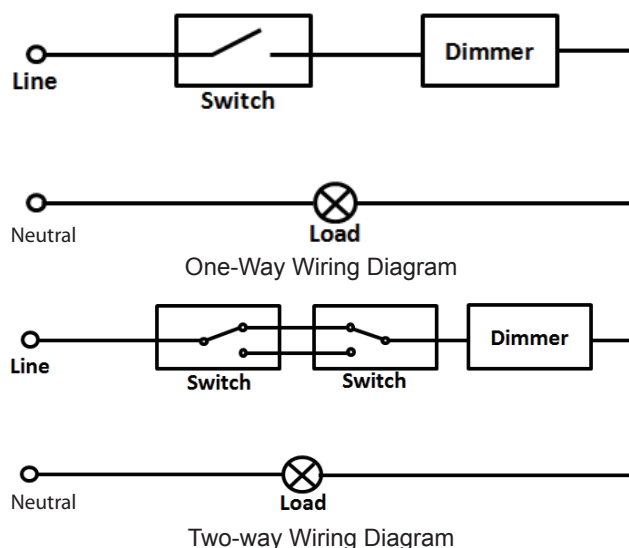 Dimmer
Line
Switch
Neutral
Load
One-Way Wiring Diagram
Dimmer
Line
Switch Switch
Neutral
Load
Two-way Wiring Diagram